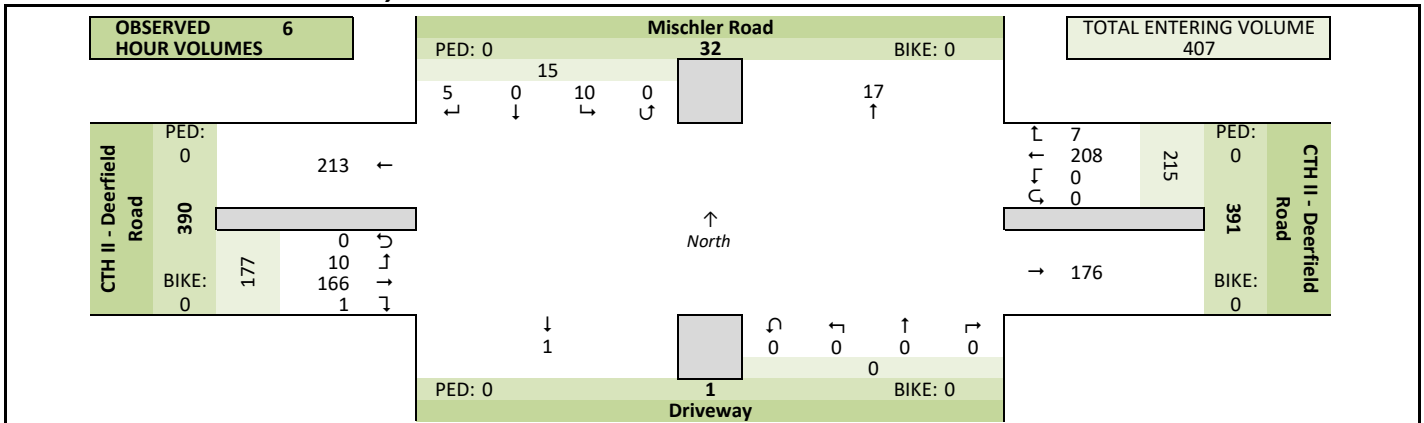 OBSERVED 6
HOUR VOLUMES
Mischler Road
TOTAL ENTERING VOLUME
407
PED: 0 32 BIKE: 0
15
5 0 10 0 17
↵ ↓ ↳ ↺ ↑
CTH II - Deerfield
Road
PED:
0
390
BIKE:
0
213 ←
177
0 ↺
10 ↰
166 →
1 ↴
↑
North
↑ 7
← 208
↓ 0
↺ 0
215
→ 176
PED:
0
391
BIKE:
0
CTH II - Deerfield
Road
↓
1
↺ ↰ ↑ ↱
0 0 0 0
0
PED: 0 1 BIKE: 0
Driveway